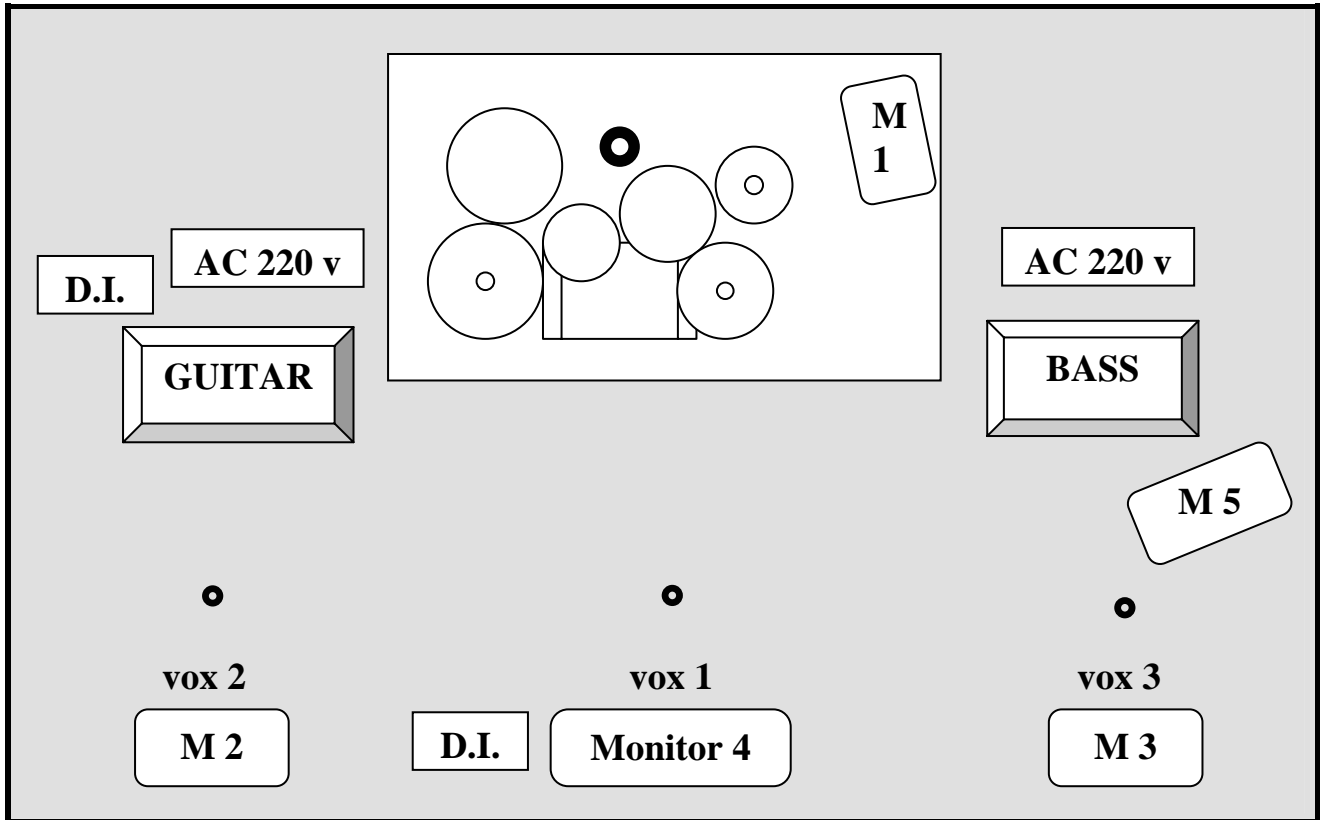 M
1
AC 220 v
AC 220 v
D.I.
GUITAR
BASS
M 5
vox 2
vox 1
vox 3
M 2
D.I.
Monitor 4
M 3